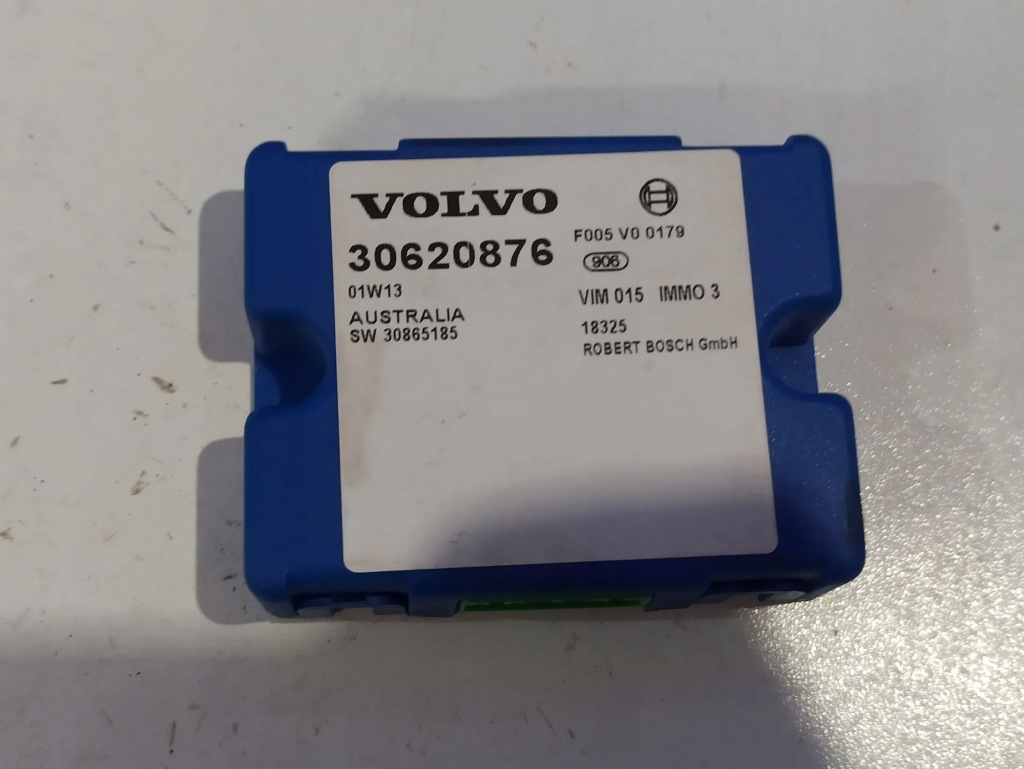 VOLVO
30620876
01W13
AUSTRALIA
SW 30865185
F005 V0 0179
906
VIM 015 IMMO 3
18325
ROBERT BOSCH GmbH